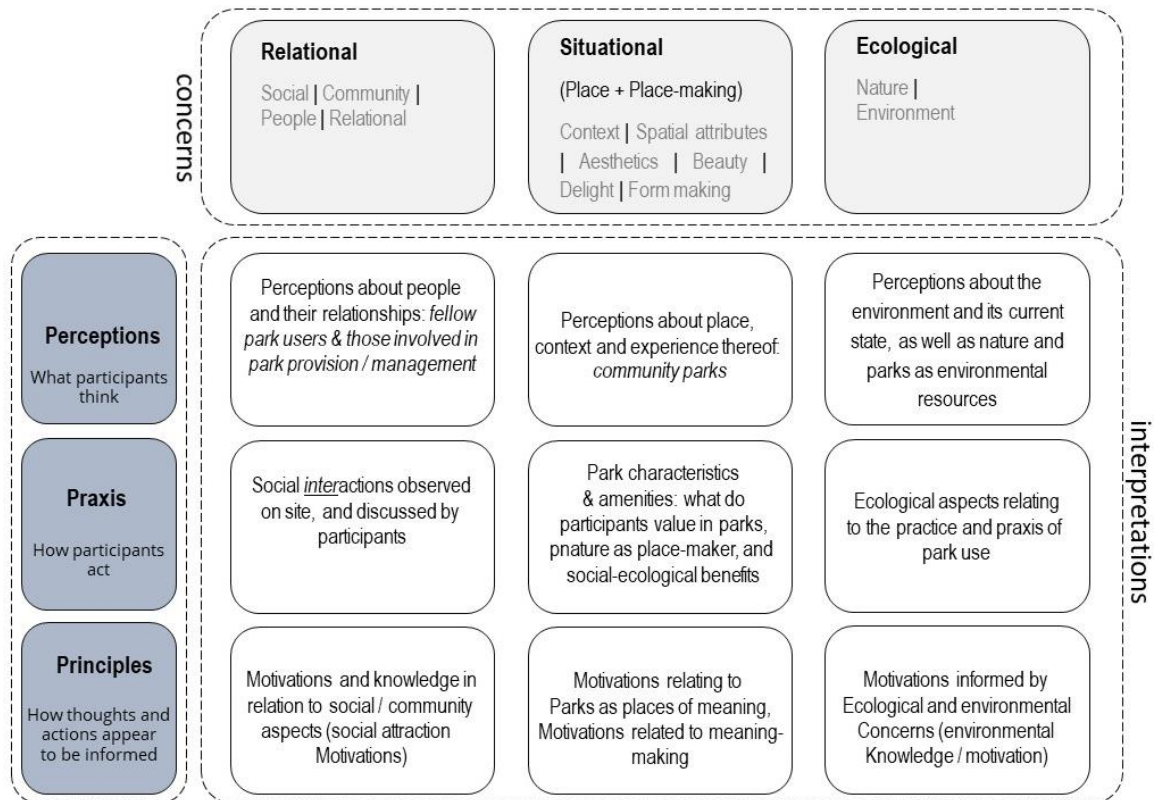 concerns
Relational
Social | Community |
People | Relational
Situational
(Place + Place-making)
Context | Spatial attributes
| Aesthetics | Beauty |
Delight | Form making
Ecological
Nature |
Environment
Perceptions
What participants
think
Perceptions about people
and their relationships: fellow
park users & those involved in
park provision / management
Perceptions about place,
context and experience thereof:
community parks
Perceptions about the
environment and its current
state, as well as nature and
parks as environmental
resources
Praxis
How participants
act
Social interactions observed
on site, and discussed by
participants
Park characteristics
& amenities: what do
participants value in parks,
pnature as place-maker, and
social-ecological benefits
Ecological aspects relating
to the practice and praxis of
park use
Principles
How thoughts and
actions appear
to be informed
Motivations and knowledge in
relation to social / community
aspects (social attraction
Motivations)
Motivations relating to
Parks as places of meaning,
Motivations related to meaning-
making
Motivations informed by
Ecological and environmental
Concerns (environmental
Knowledge / motivation)
interpretations